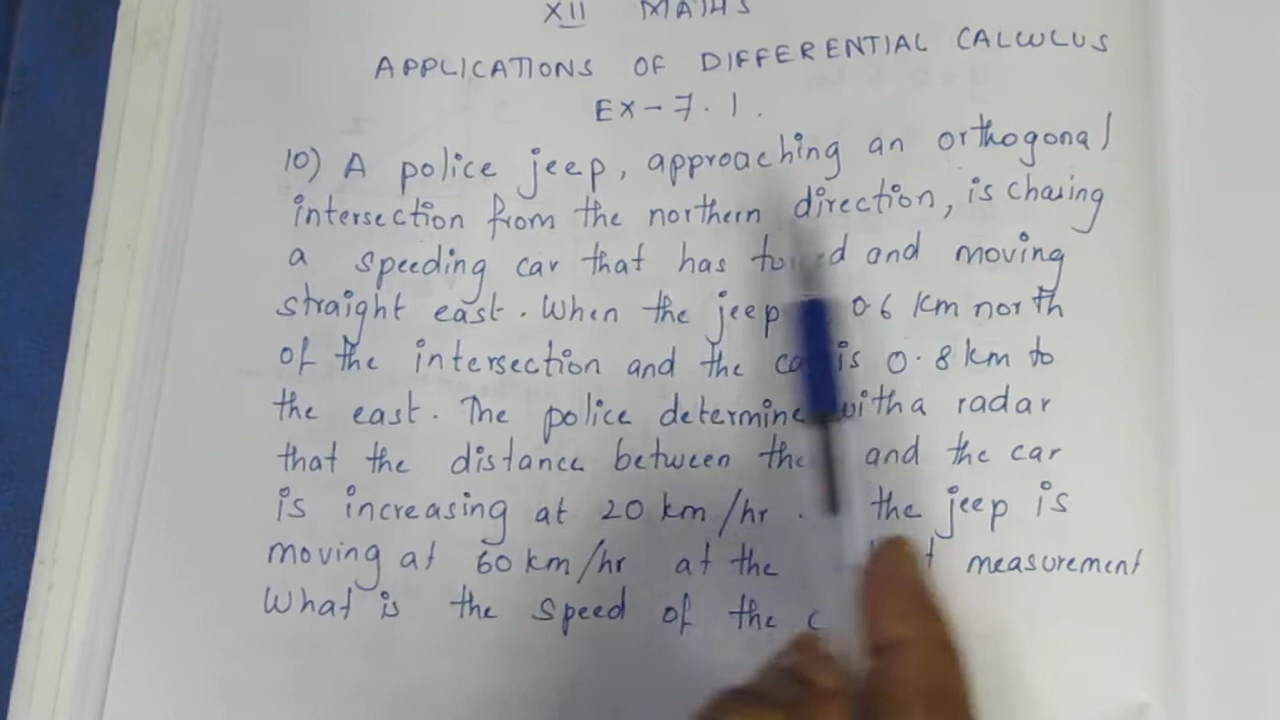 XII MATHS
APPLICATIONS OF DIFFERENTIAL CALCULUS
EX-7.1.
10) A police jeep, approaching an orthogonal
intersection from the northern direction, is chasing
a speeding car that has and moving
straight east. When the jeep 0.6 km north
of the intersection and the is 0.8 km to
the east. The police determine with a radar
that the distance between the and the car
is increasing at 20 km/hr. the jeep is
moving at 60 km/hr at the measurement
What is the speed of the